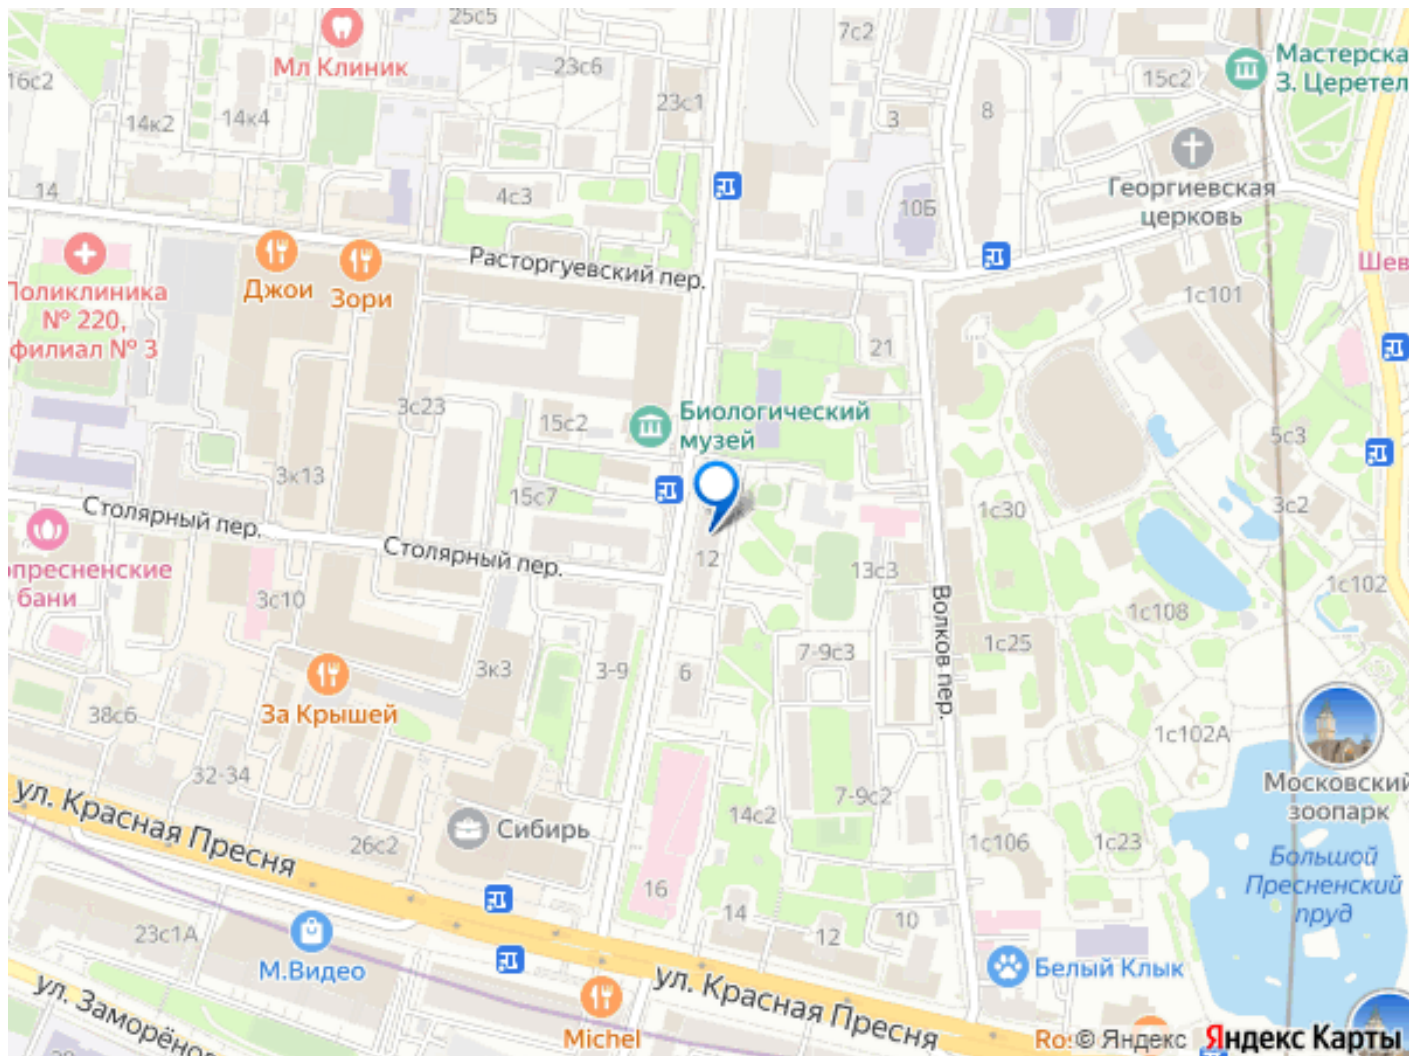 25с5
Мл Клиник
16с2
23с6
7с2
Мастерска
З. Церетел
15с2
14к2
14к4
23с1
3
8
Георгиевская
церковь
14
4с3
10Б
Расторгуевский пер.
Поликлиника
№ 220,
филиал № 3
Джои
Зори
Шев
1с101
21
3с23
15с2
Биологический
музей
5с3
3к13
15с7
1с30
3с2
Столярный пер.
Столярный пер.
12
13с3
1с102
опресненские
бани
3с10
Волков пер.
1с108
1с25
3к3
3-9
6
7-9с3
За Крышей
38с6
1с102А
32-34
Московский
зоопарк
7-9с2
14с2
ул. Красная Пресня
26с2
Сибирь
1с106
1с23
Большой
Пресненский
пруд
16
14
12
10
23с1А
М.Видео
ул. Заморёнов
Michel
ул. Красная Пресня
Белый Клык
Ros
© Яндекс Яндекс Карты